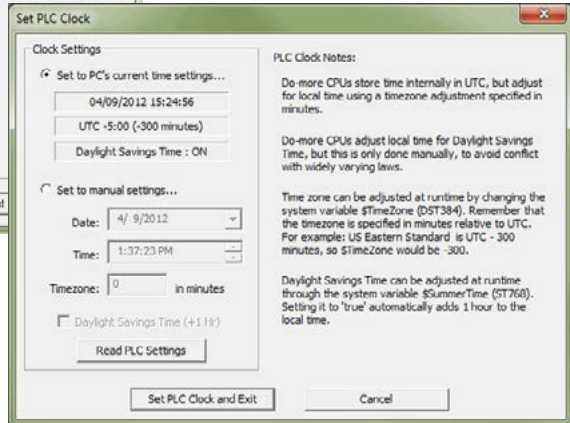 Set PLC Clock
Clock Settings
Set to PC's current time settings...
04/09/2012 15:24:56
UTC -5:00 (-300 minutes)
Daylight Savings Time : ON
Set to manual settings...
Date: 4/ 9/2012
Time: 1:37:23 PM
Timezone: 0 in minutes
Daylight Savings Time (+1 Hr)
Read PLC Settings
PLC Clock Notes:
Do-more CPUs store time internally in UTC, but adjust
for local time using a timezone adjustment specified in
minutes.
Do-more CPUs adjust local time for Daylight Savings
Time, but this is only done manually, to avoid conflict
with widely varying laws.
Time zone can be adjusted at runtime by changing the
system variable $TimeZone (DST384). Remember that
the timezone is specified in minutes relative to UTC.
For example: US Eastern Standard is UTC - 300
minutes, so $TimeZone would be -300.
Daylight Savings Time can be adjusted at runtime
through the system variable $SummerTime (ST768).
Setting it to 'true' automatically adds 1 hour to the
local time.
Set PLC Clock and Exit
Cancel